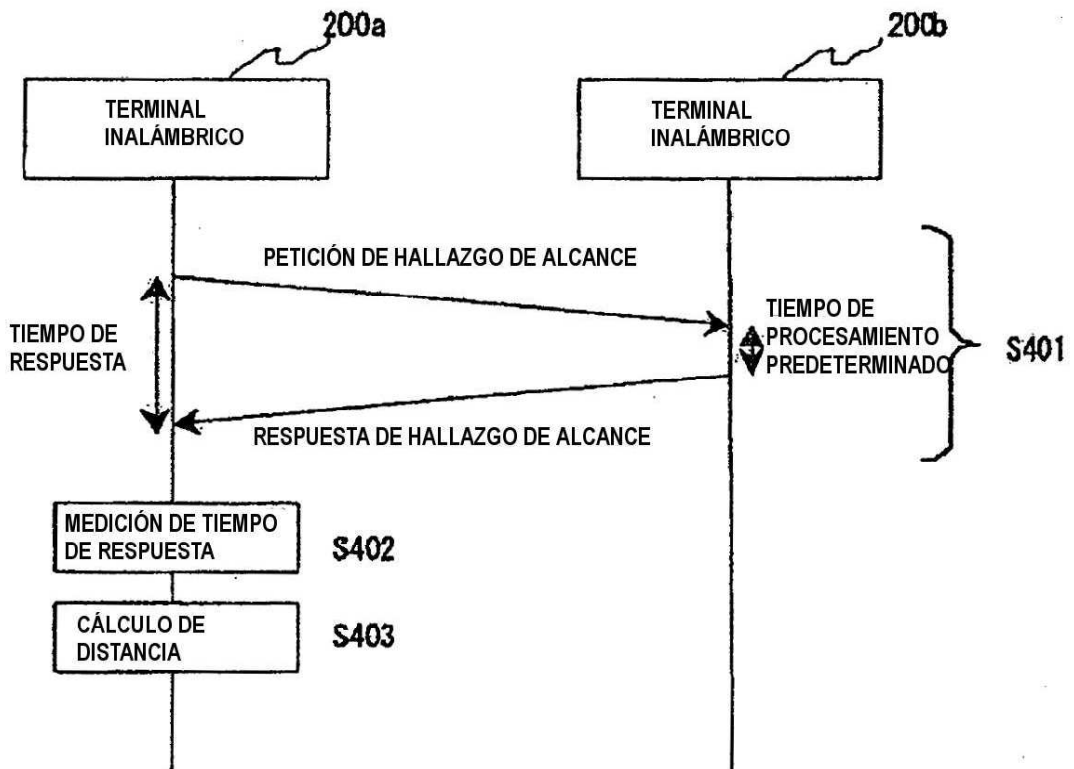 200a
200b
TERMINAL
INALÁMBRICO
TERMINAL
INALÁMBRICO
PETICIÓN DE HALLAZGO DE ALCANCE
TIEMPO DE
RESPUESTA
TIEMPO DE
PROCESAMIENTO
PREDETERMINADO
S401
RESPUESTA DE HALLAZGO DE ALCANCE
MEDICIÓN DE TIEMPO
DE RESPUESTA
S402
CÁLCULO DE
DISTANCIA
S403